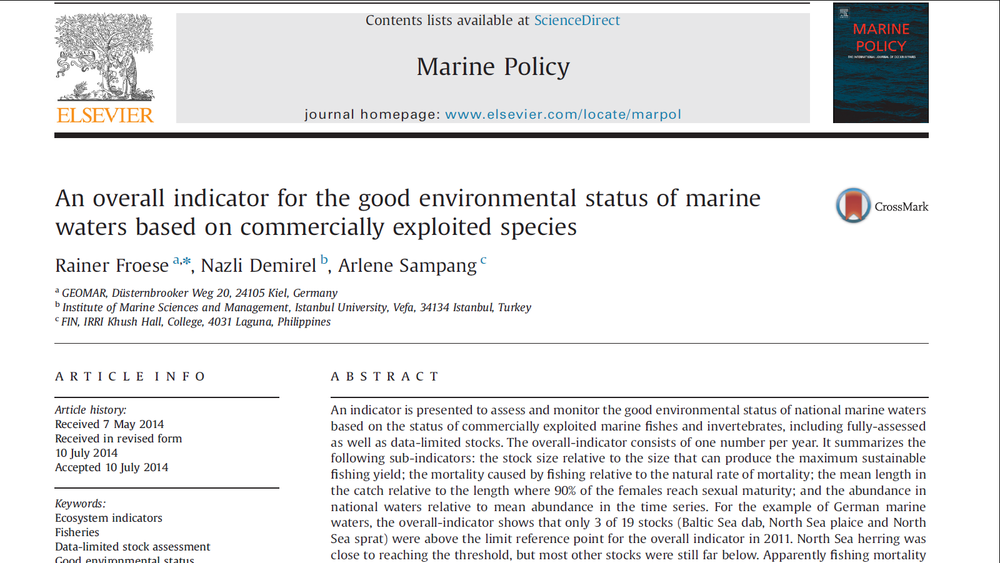 Contents lists available at ScienceDirect
Marine Policy
journal homepage: www.elsevier.com/locate/marpol
NON SOLUS
ELSEVIER
MARINE
POLICY
THE INTERNATIONAL JOURNAL OF OCEAN AFFAIRS
An overall indicator for the good environmental status of marine
waters based on commercially exploited species
CrossMark
Rainer Froese a,*, Nazli Demirel b, Arlene Sampang c
a GEOMAR, Düsternbrooker Weg 20, 24105 Kiel, Germany
b Institute of Marine Sciences and Management, Istanbul University, Vefa, 34134 Istanbul, Turkey
c FIN, IRRI Khush Hall, College, 4031 Laguna, Philippines
ARTICLE INFO
Article history:
Received 7 May 2014
Received in revised form
10 July 2014
Accepted 10 July 2014
Keywords:
Ecosystem indicators
Fisheries
Data-limited stock assessment
Good environmental status
ABSTRACT
An indicator is presented to assess and monitor the good environmental status of national marine waters
based on the status of commercially exploited marine fishes and invertebrates, including fully-assessed
as well as data-limited stocks. The overall-indicator consists of one number per year. It summarizes the
following sub-indicators: the stock size relative to the size that can produce the maximum sustainable
fishing yield; the mortality caused by fishing relative to the natural rate of mortality; the mean length in
the catch relative to the length where 90% of the females reach sexual maturity; and the abundance in
national waters relative to mean abundance in the time series. For the example of German marine
waters, the overall-indicator shows that only 3 of 19 stocks (Baltic Sea dab, North Sea plaice and North
Sea sprat) were above the limit reference point for the overall indicator in 2011. North Sea herring was
close to reaching the threshold, but most other stocks were still far below. Apparently fishing mortality